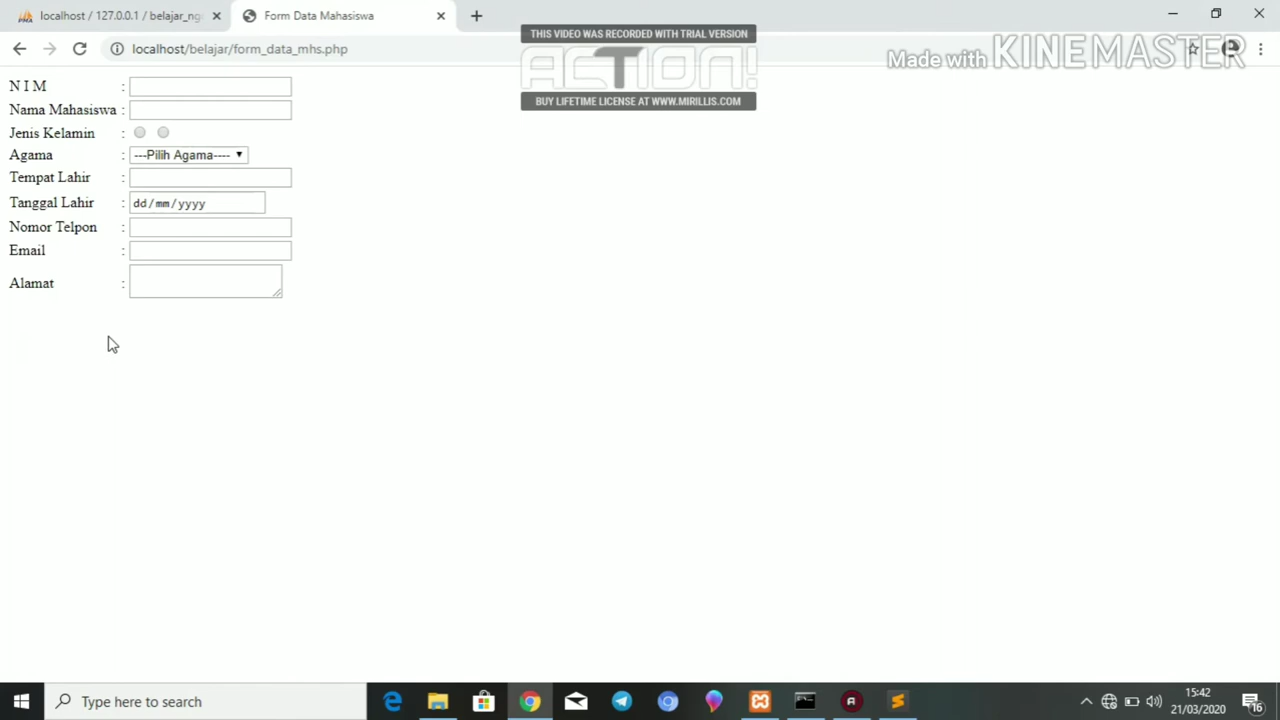 localhost / 127.0.0.1 / belajar_ng
Form Data Mahasiswa
THIS VIDEO WAS RECORDED WITH TRIAL VERSION
ACTION!
BUY LIFETIME LICENSE AT WWW.MIRILLIS.COM
Made with KINEMASTER
localhost/belajar/form_data_mhs.php
N I M :
Nama Mahasiswa :
Jenis Kelamin :
Agama : ---Pilih Agama----
Tempat Lahir :
Tanggal Lahir : dd/mm/yyyy
Nomor Telpon :
Email :
Alamat :
Type here to search
15:42
21/03/2020
16